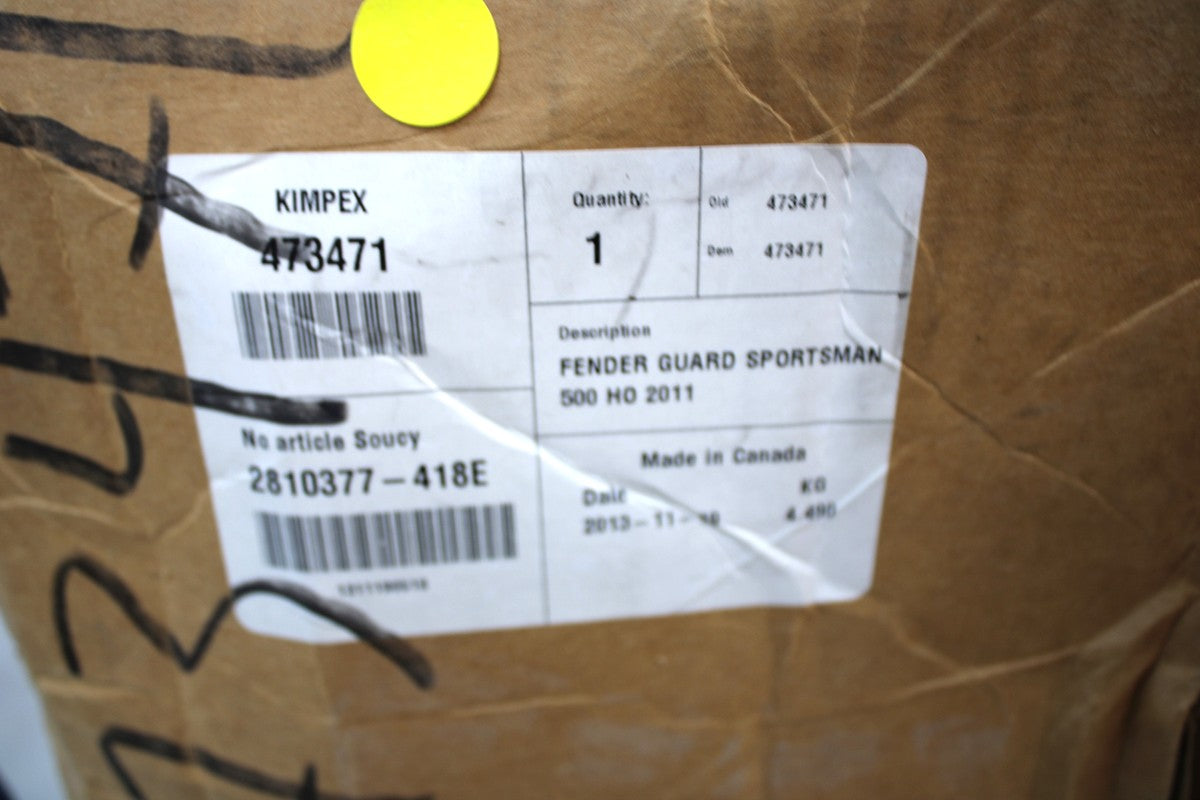 KIMPEX
473471
Quantity:
1
Old 473471
Dem 473471
Description
FENDER GUARD SPORTSMAN
500 HO 2011
No article Soucy
2810377-418E
Made in Canada
Date
2013-11-
KG
4.490